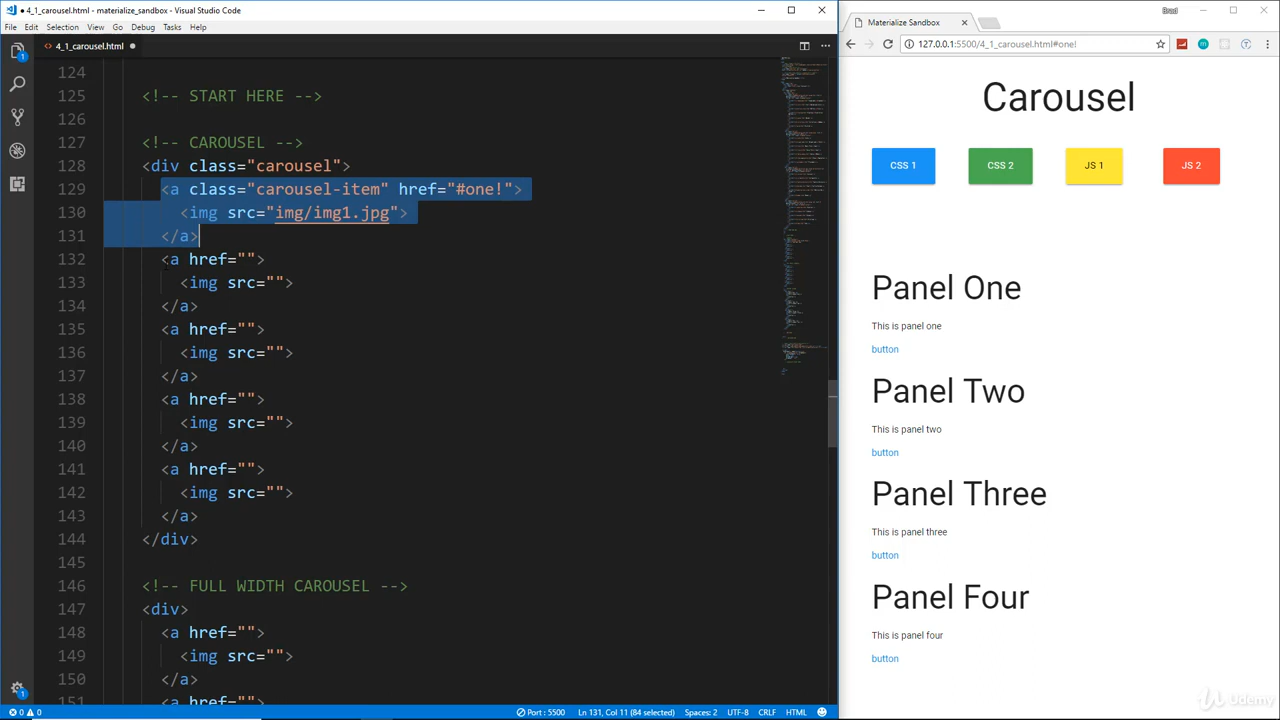 4_1_carousel.html - materialize_sandbox - Visual Studio Code
File Edit Selection View Go Debug Tasks Help
4_1_carousel.html
124
125 <!-- START HERE -->
126
127 <!-- CAROUSEL -->
128 <div class="carousel">
129 <a class="carousel-item" href="#one!">
130 <img src="img/img1.jpg">
131 </a>
132 <a href="">
133 <img src="">
134 </a>
135 <a href="">
136 <img src="">
137 </a>
138 <a href="">
139 <img src="">
140 </a>
141 <a href="">
142 <img src="">
143 </a>
144 </div>
145
146 <!-- FULL WIDTH CAROUSEL -->
147 <div>
148 <a href="">
149 <img src="">
150 </a>
151 <a href="">
0 0 Port : 5500 Ln 131, Col 11 (84 selected) Spaces: 2 UTF-8 CRLF HTML
Brad
Materialize Sandbox
127.0.0.1:5500/4_1_carousel.html#one!
Carousel
CSS 1 CSS 2 JS 1 JS 2
Panel One
This is panel one
button
Panel Two
This is panel two
button
Panel Three
This is panel three
button
Panel Four
This is panel four
button
Udemy